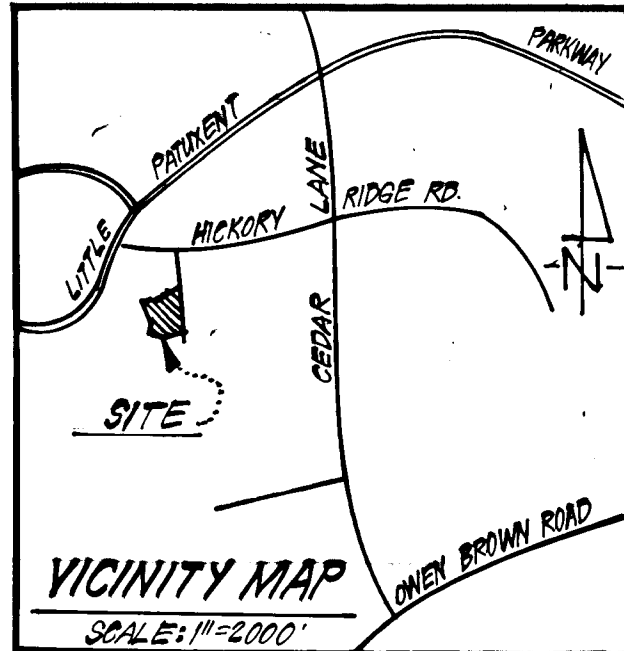 PARKWAY
PATUXENT
LITTLE
HICKORY RIDGE RD.
CEDAR LANE
N
SITE
OWEN BROWN ROAD
VICINITY MAP
SCALE: 1"=2000'